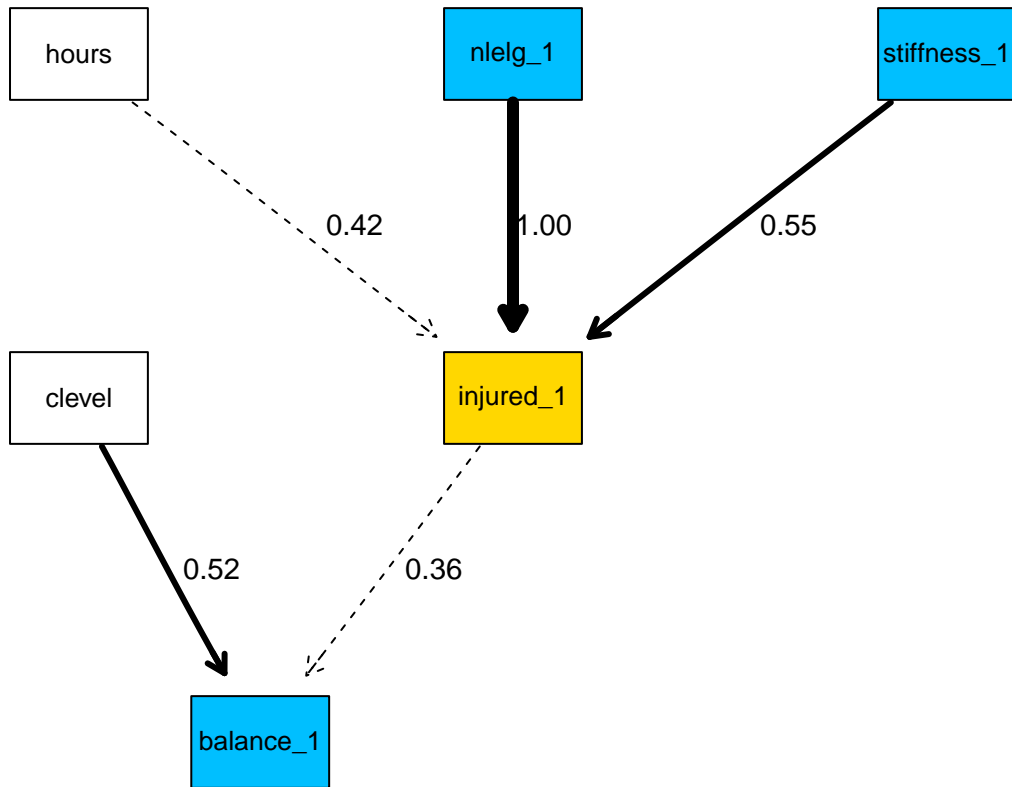 hours
nlelg_1
stiffness_1
0.42
1.00
0.55
clevel
injured_1
0.52
0.36
balance_1